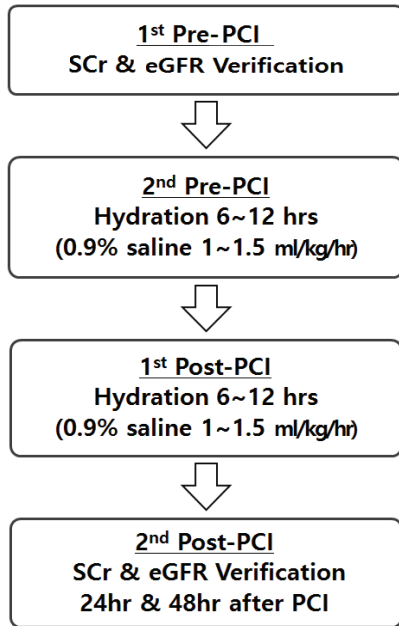 1st Pre-PCI
SCr & eGFR Verification
2nd Pre-PCI
Hydration 6~12 hrs
(0.9% saline 1~1.5 ml/kg/hr)
1st Post-PCI
Hydration 6~12 hrs
(0.9% saline 1~1.5 ml/kg/hr)
2nd Post-PCI
SCr & eGFR Verification
24hr & 48hr after PCI